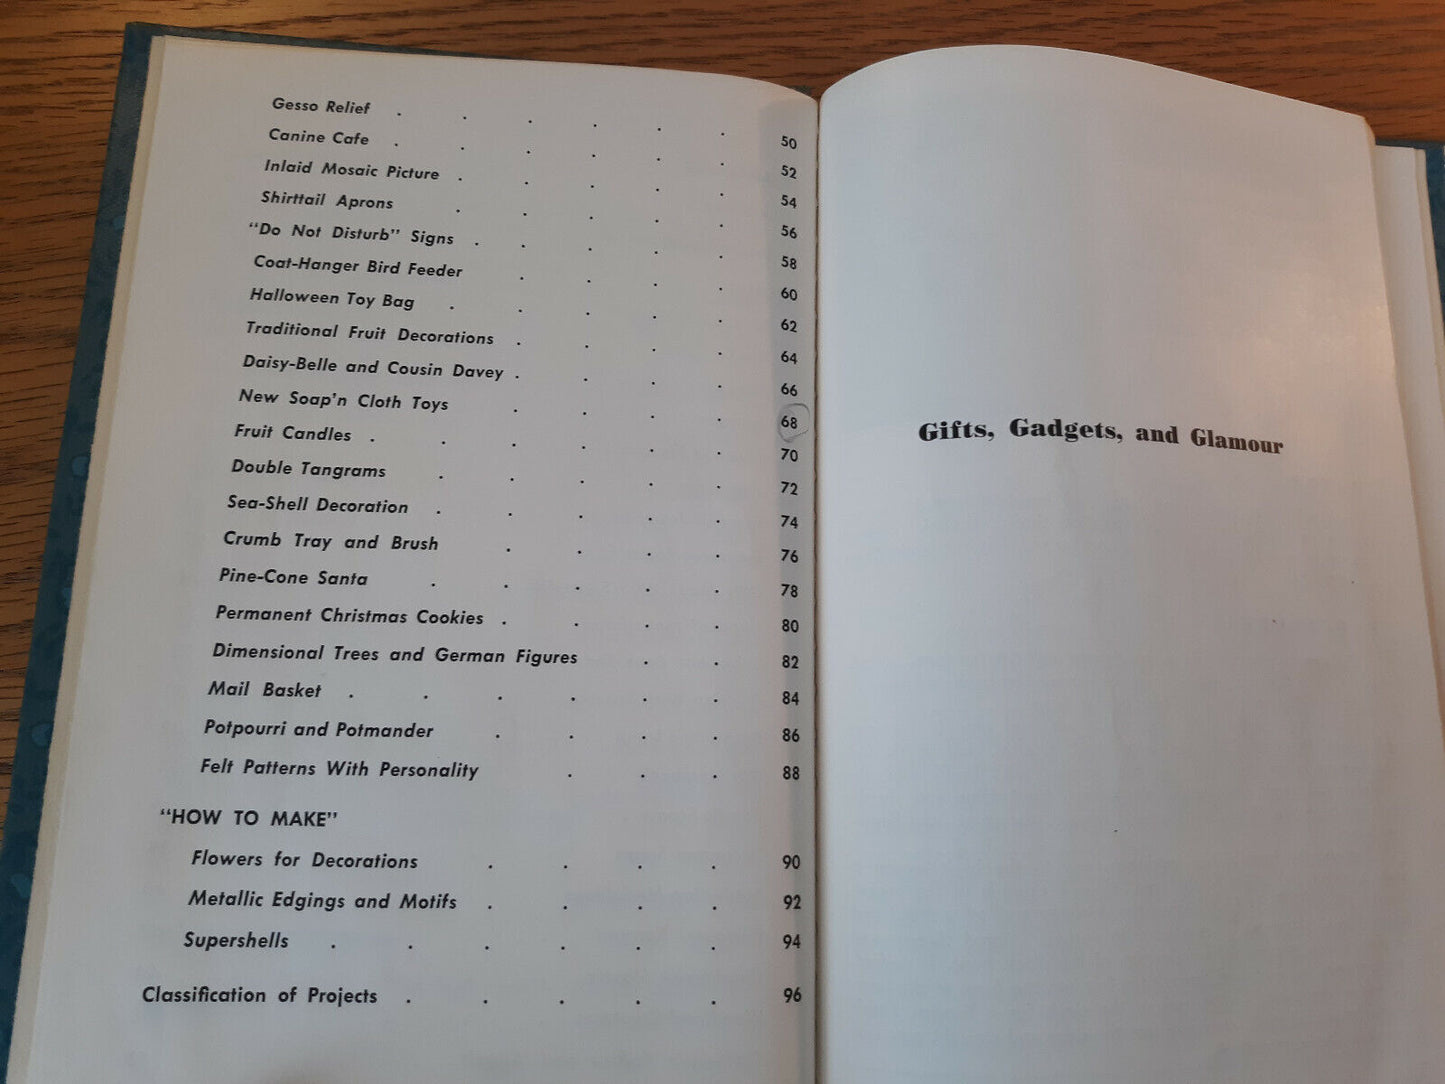 Gesso Relief . . . . . . 50
Canine Cafe . . . . . . 52
Inlaid Mosaic Picture . . . . . 54
Shirttail Aprons . . . . . 56
"Do Not Disturb" Signs . . . . . 58
Coat-Hanger Bird Feeder . . . . 60
Halloween Toy Bag . . . . . 62
Traditional Fruit Decorations . . . . 64
Daisy-Belle and Cousin Davey . . . . 66
New Soap'n Cloth Toys . . . . 68
Fruit Candles . . . . . . 70
Double Tangrams . . . . . 72
Sea-Shell Decoration . . . . . 74
Crumb Tray and Brush . . . . 76
Pine-Cone Santa . . . . . 78
Permanent Christmas Cookies . . . . 80
Dimensional Trees and German Figures . . 82
Mail Basket . . . . . . 84
Potpourri and Potmander . . . . 86
Felt Patterns With Personality . . . 88
"HOW TO MAKE"
Flowers for Decorations . . . . 90
Metallic Edgings and Motifs . . . . 92
Supershells . . . . . . 94
Classification of Projects . . . . . 96
Gifts, Gadgets, and Glamour